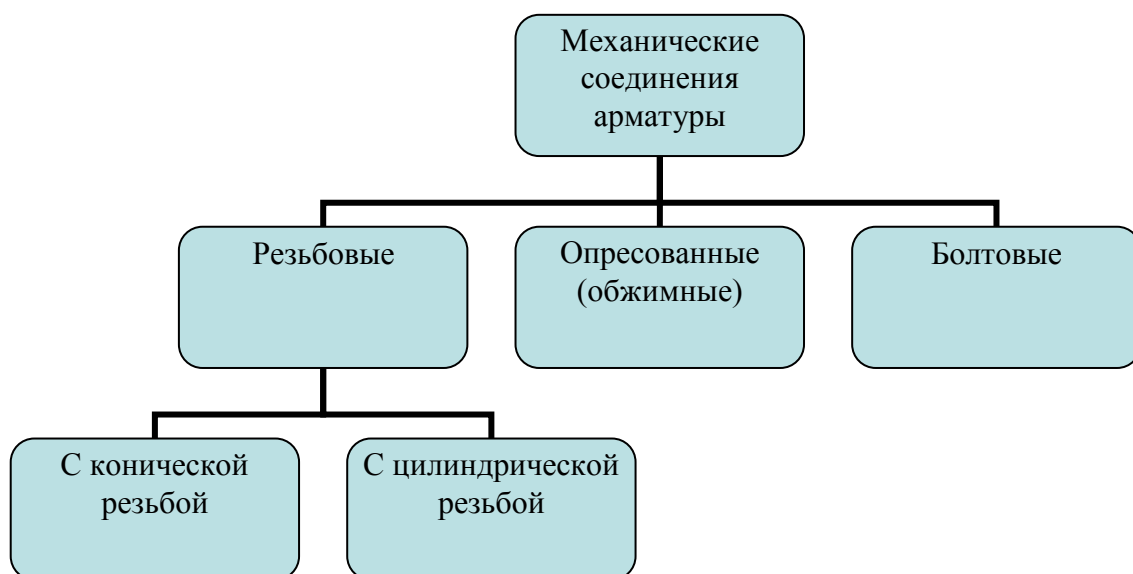 Механические
соединения
арматуры
Резьбовые
Опресованные
(обжимные)
Болтовые
С конической
резьбой
С цилиндрической
резьбой